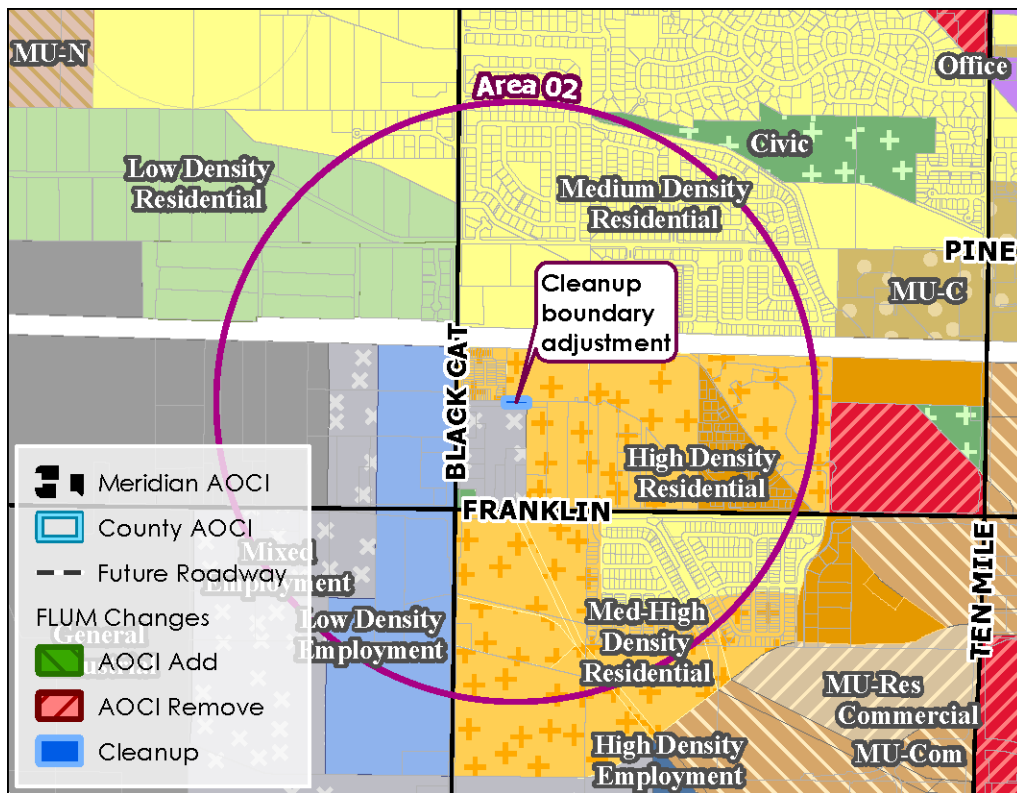 MU-N
Area 02
Office
Civic
Low Density
Residential
Medium Density
Residential
PINE
MU-C
Cleanup
boundary
adjustment
BLACK CAT
High Density
Residential
FRANKLIN
Mixed
Employment
Low Density
Employment
General
Med-High
Density
Residential
TEN MILE
MU-Res
Commercial
MU-Com
High Density
Employment
Meridian AOCI
County AOCI
Future Roadway
FLUM Changes
AOCI Add
AOCI Remove
Cleanup